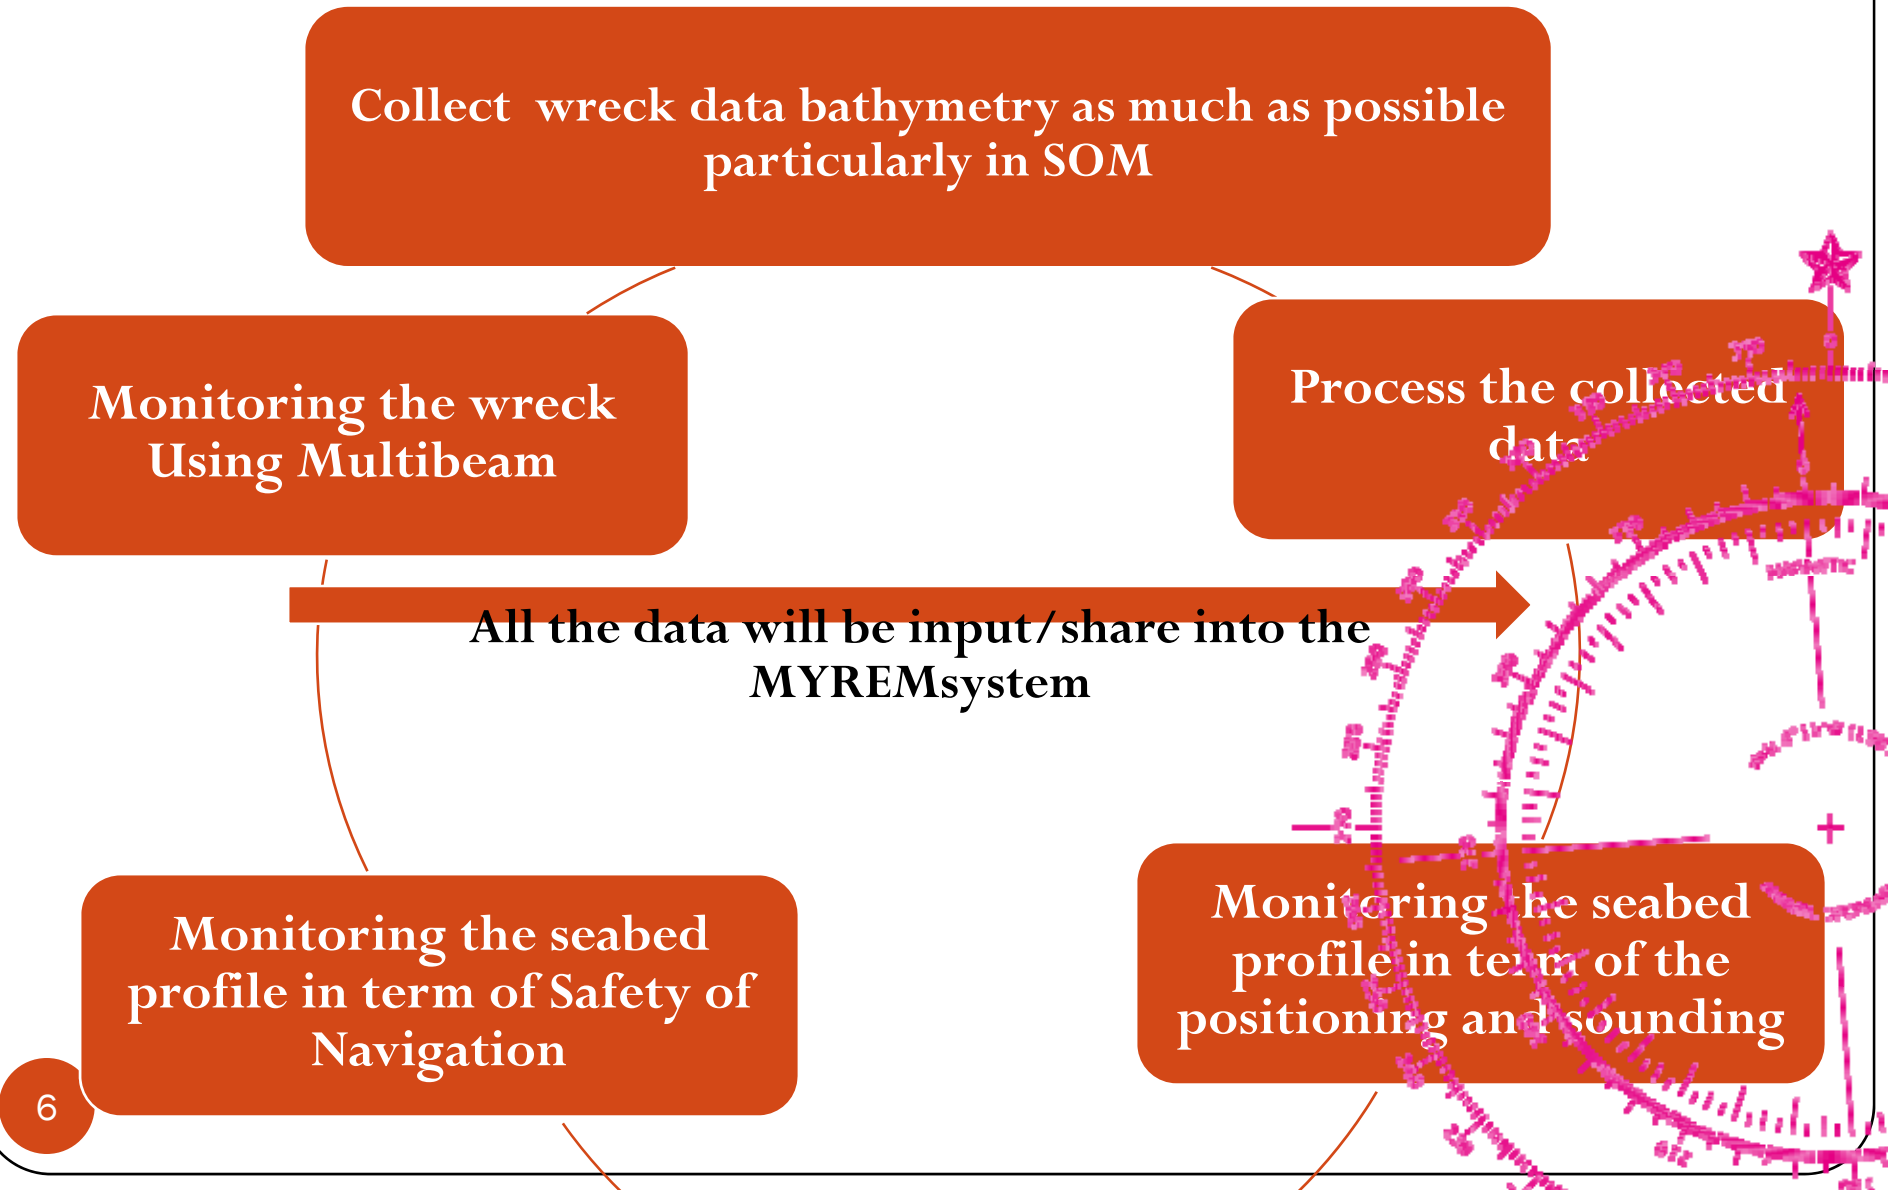 Collect wreck data bathymetry as much as possible
particularly in SOM
Monitoring the wreck
Using Multibeam
Process the collected
data
All the data will be input/share into the
MYREMsystem
Monitoring the seabed
profile in term of Safety of
Navigation
Monitoring the seabed
profile in term of the
positioning and sounding
6